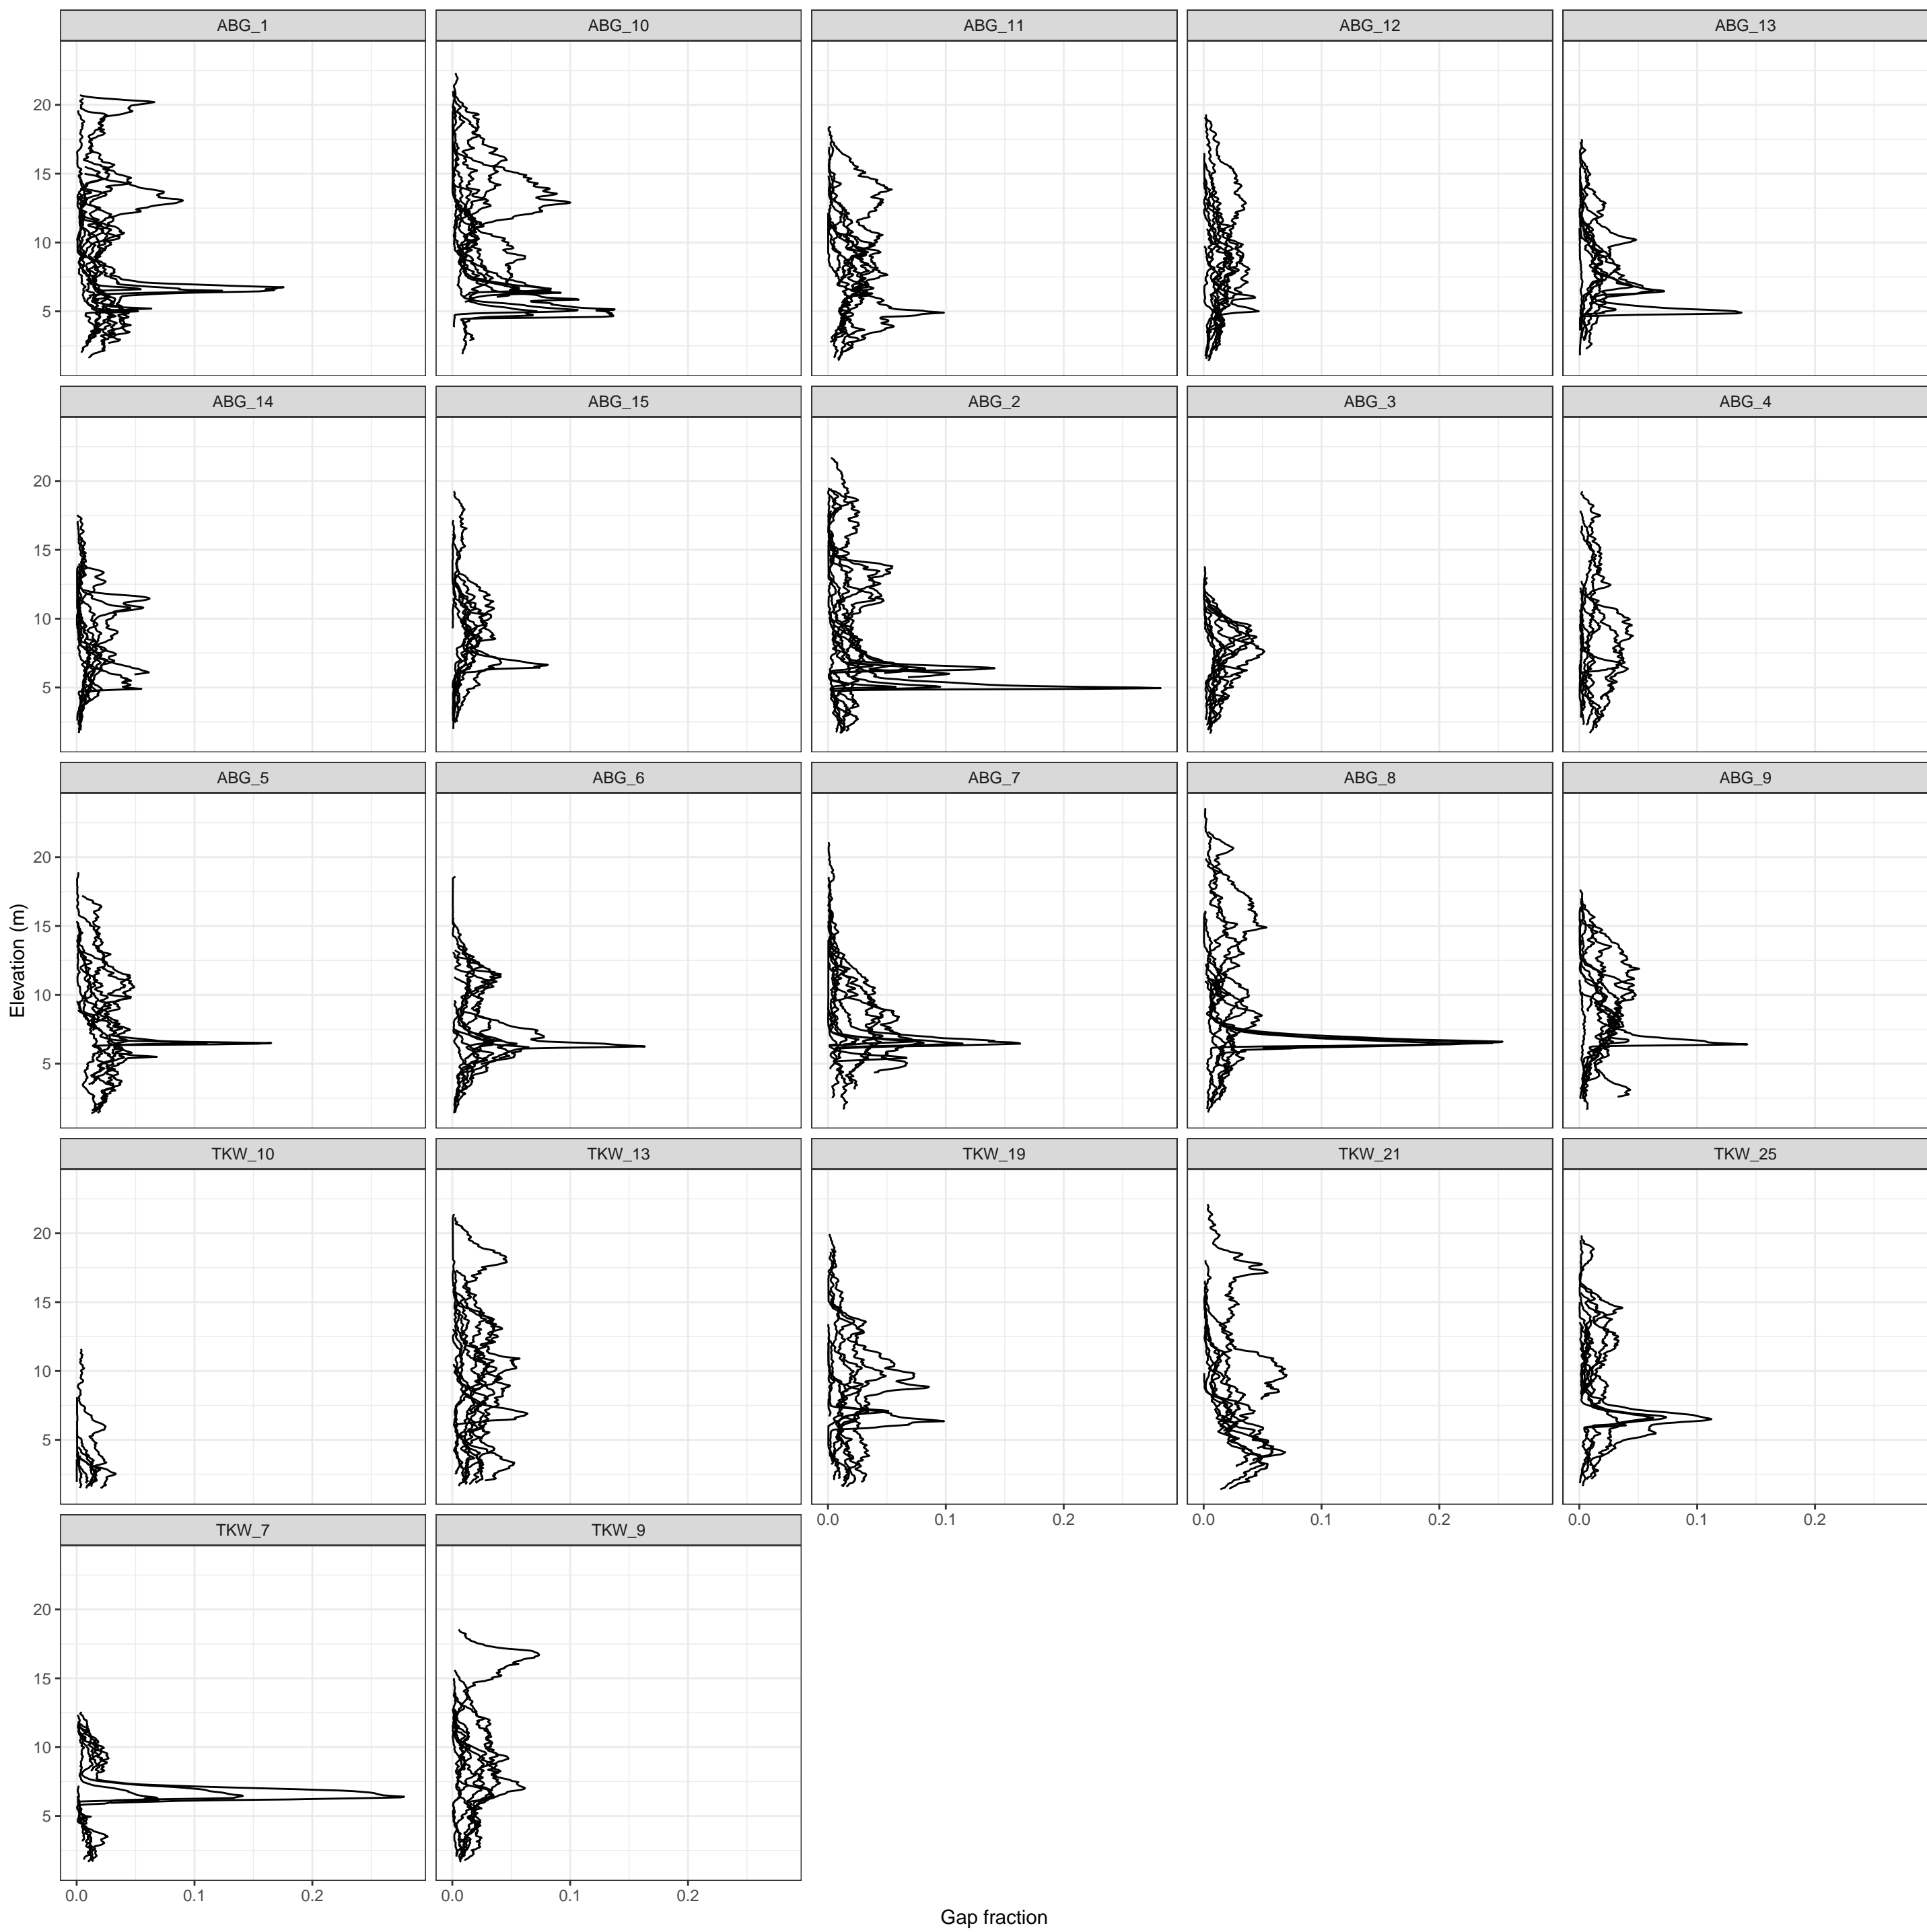 ABG_1 ABG_10 ABG_11 ABG_12 ABG_13
20
15
10
5
ABG_14 ABG_15 ABG_2 ABG_3 ABG_4
20
15
10
5
ABG_5 ABG_6 ABG_7 ABG_8 ABG_9
20
15
10
5
Elevation (m)
TKW_10 TKW_13 TKW_19 TKW_21 TKW_25
20
15
10
5
0.0 0.1 0.2 0.0 0.1 0.2 0.0 0.1 0.2
TKW_7 TKW_9
20
15
10
5
0.0 0.1 0.2 0.0 0.1 0.2
Gap fraction